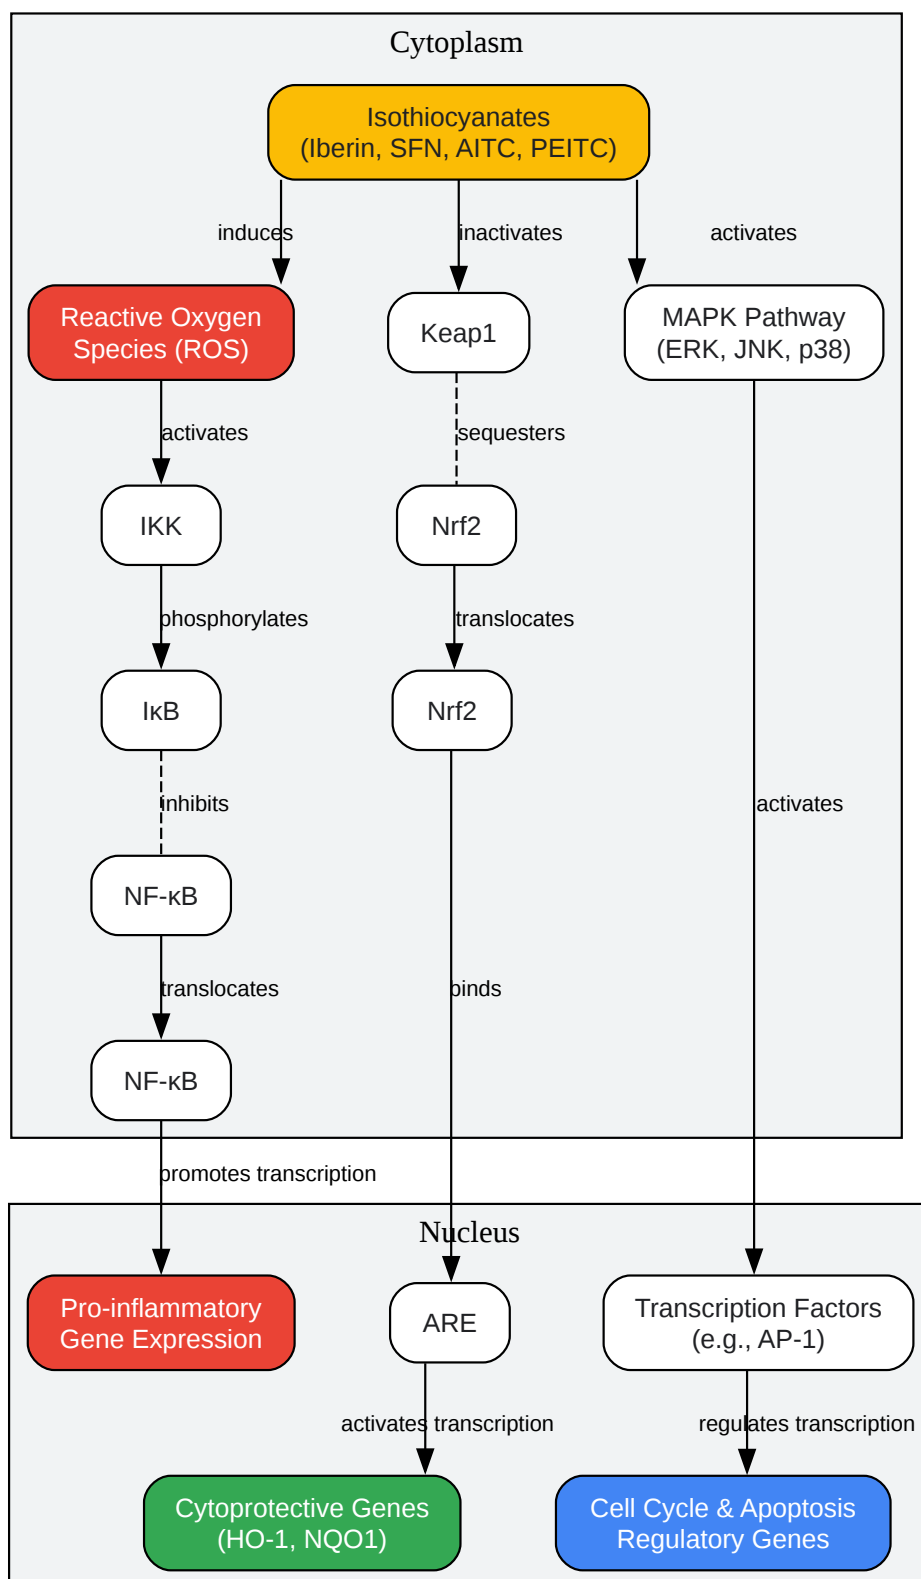 Cytoplasm
Isothiocyanates
(Iberin, SFN, AITC, PEITC)
induces
inactivates
activates
Reactive Oxygen
Species (ROS)
Keap1
MAPK Pathway
(ERK, JNK, p38)
activates
sequesters
IKK
Nrf2
phosphorylates
translocates
IκB
Nrf2
inhibits
activates
NF-κB
translocates
binds
NF-κB
promotes transcription
Nucleus
Pro-inflammatory
Gene Expression
ARE
Transcription Factors
(e.g., AP-1)
activates transcription
regulates transcription
Cytoprotective Genes
(HO-1, NQO1)
Cell Cycle & Apoptosis
Regulatory Genes